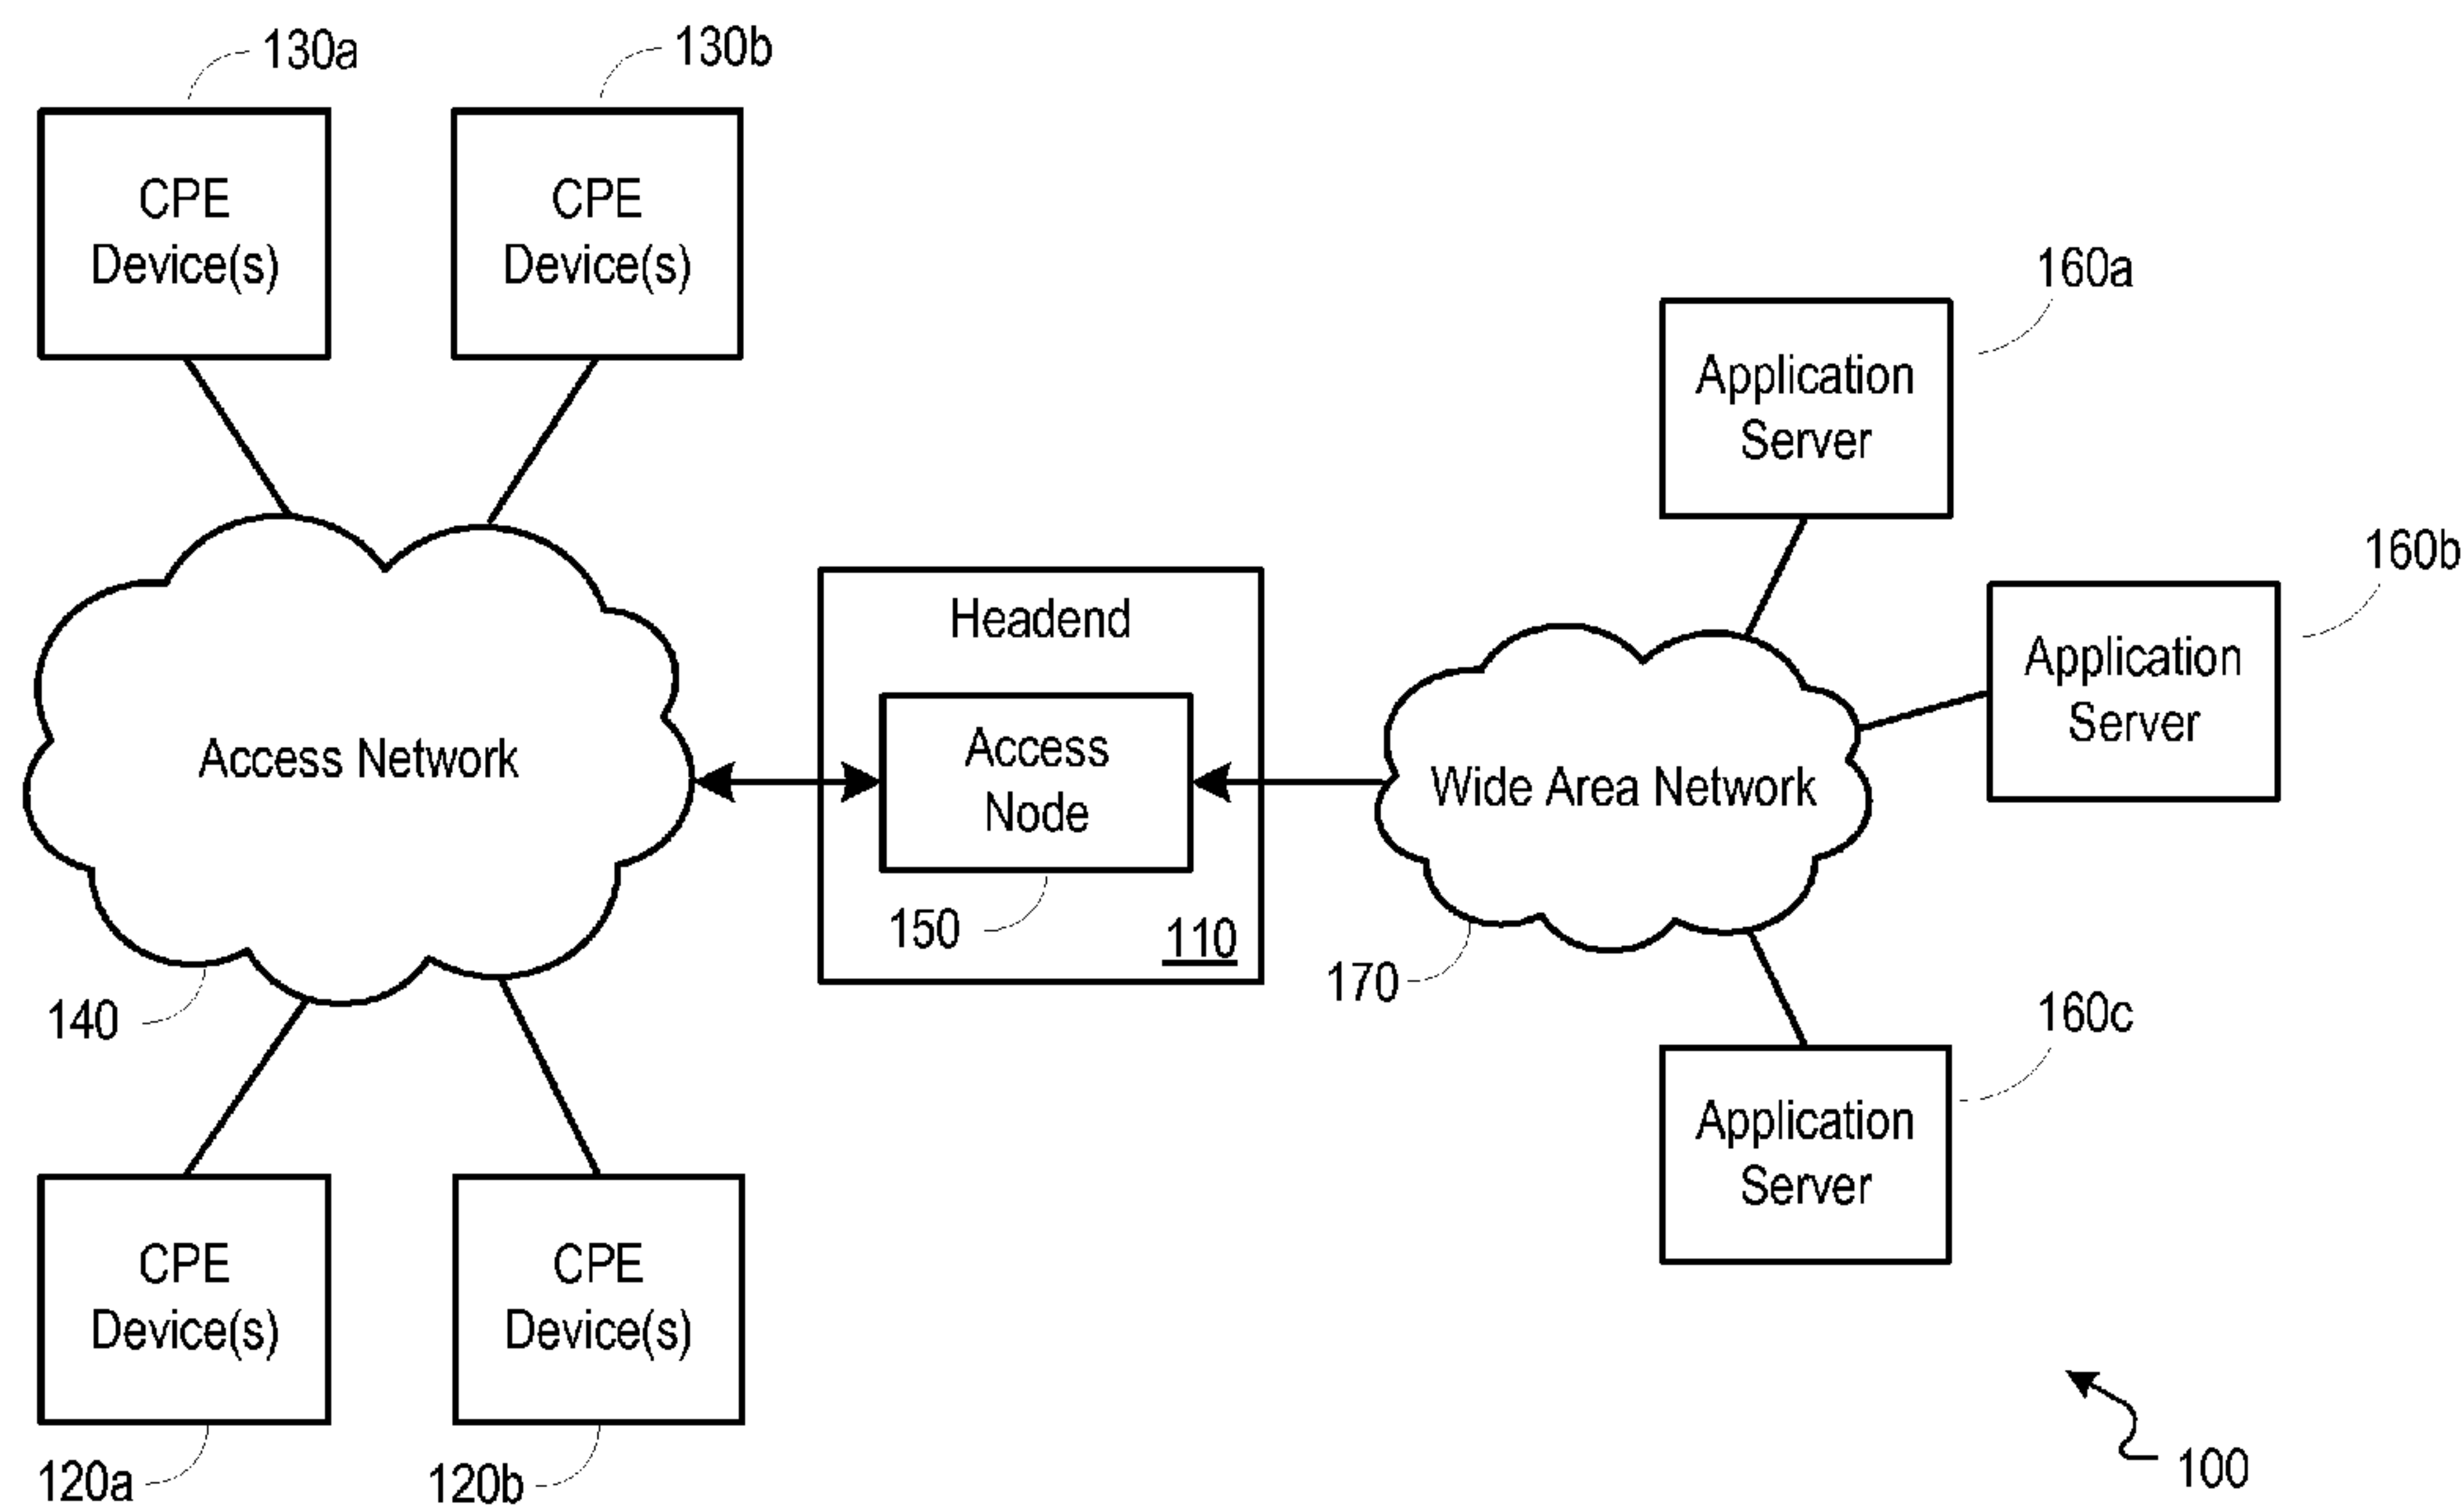 130a
130b
CPE
Device(s)
CPE
Device(s)
160a
Application
Server
160b
Application
Server
Headend
Access
Node
150
110
Access Network
140
Wide Area Network
170
160c
Application
Server
CPE
Device(s)
CPE
Device(s)
120a
120b
100